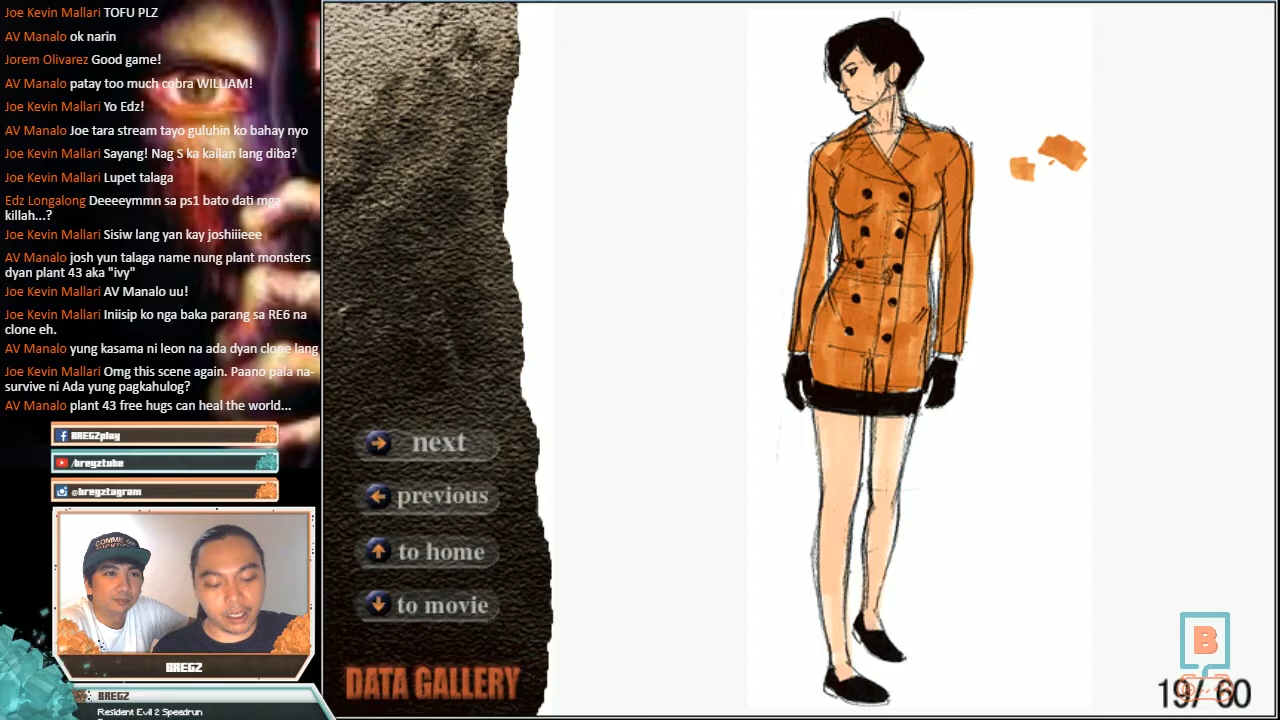 Joe Kevin Mallari TOFU PLZ
AV Manalo ok narin
Jorem Olivarez Good game!
AV Manalo patay too much cobra WILLIAM!
Joe Kevin Mallari Yo Edz!
AV Manalo Joe tara stream tayo guluhin ko bahay nyo
Joe Kevin Mallari Sayang! Nag S ka kailan lang diba?
Joe Kevin Mallari Lupet talaga
Edz Longalong Deeeeymmn sa ps1 bato dati mga
killah...?
Joe Kevin Mallari Sisiw lang yan kay joshiiieee
AV Manalo josh yun talaga name nung plant monsters
dyan plant 43 aka "ivy"
Joe Kevin Mallari AV Manalo uu!
Joe Kevin Mallari Iniisip ko nga baka parang sa RE6 na
clone eh.
AV Manalo yung kasama ni leon na ada dyan clone lang
Joe Kevin Mallari Omg this scene again. Paano pala na-
survive ni Ada yung pagkahulog?
AV Manalo plant 43 free hugs can heal the world...
BREGZplay
/bregztube
@bregztagram
BREGZ
BREGZ
Resident Evil 2 Speedrun
next
previous
to home
to movie
DATA GALLERY
B
19/60